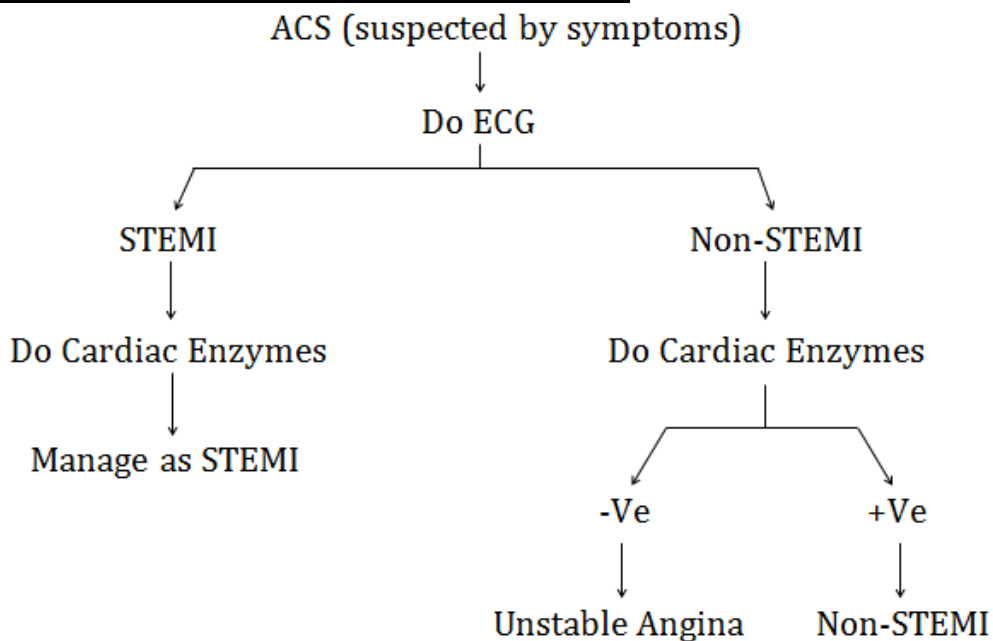 ACS (suspected by symptoms)
Do ECG
STEMI
Non-STEMI
Do Cardiac Enzymes
Do Cardiac Enzymes
Manage as STEMI
-Ve
+Ve
Unstable Angina
Non-STEMI